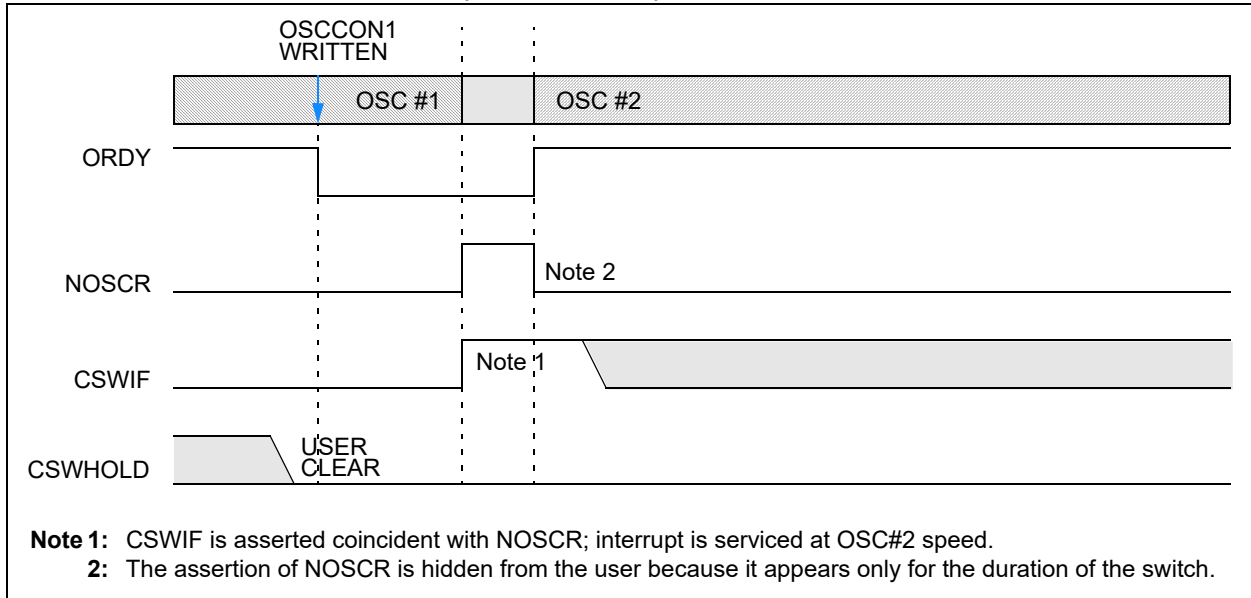 OSCCON1
WRITTEN
OSC #1
OSC #2
ORDY
NOSCR
Note 2
CSWIF
Note 1
CSWHOLD
USER
CLEAR
Note 1: CSWIF is asserted coincident with NOSCR; interrupt is serviced at OSC#2 speed.
2: The assertion of NOSCR is hidden from the user because it appears only for the duration of the switch.